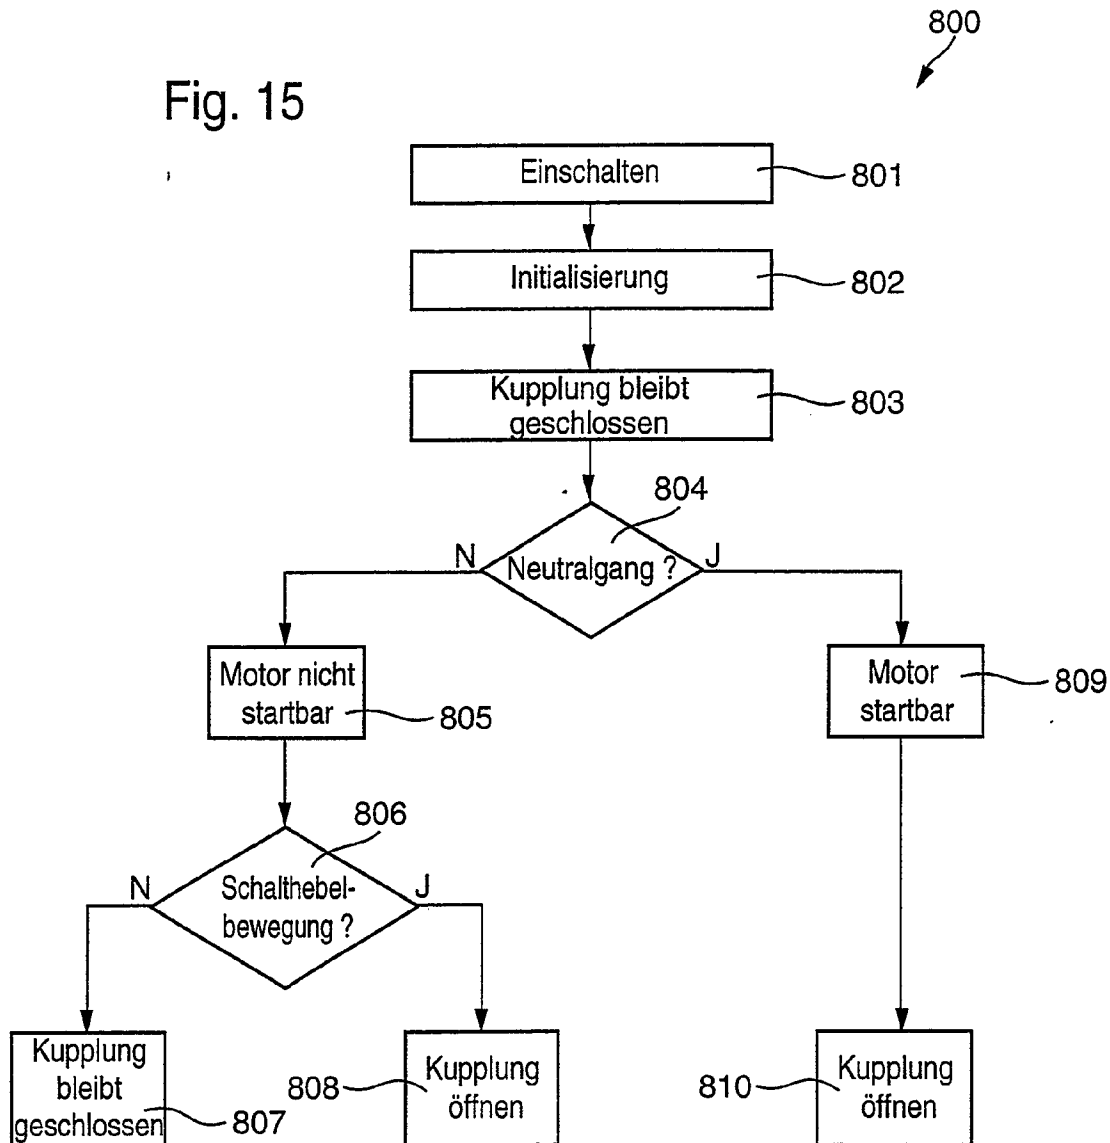 800
Fig. 15
Einschalten
801
Initialisierung
802
Kupplung bleibt
geschlossen
803
804
N
Neutralgang ?
J
Motor nicht
startbar
805
Motor
startbar
809
806
N
Schalthebel-
bewegung ?
J
Kupplung
bleibt
geschlossen
807
808
Kupplung
öffnen
810
Kupplung
öffnen